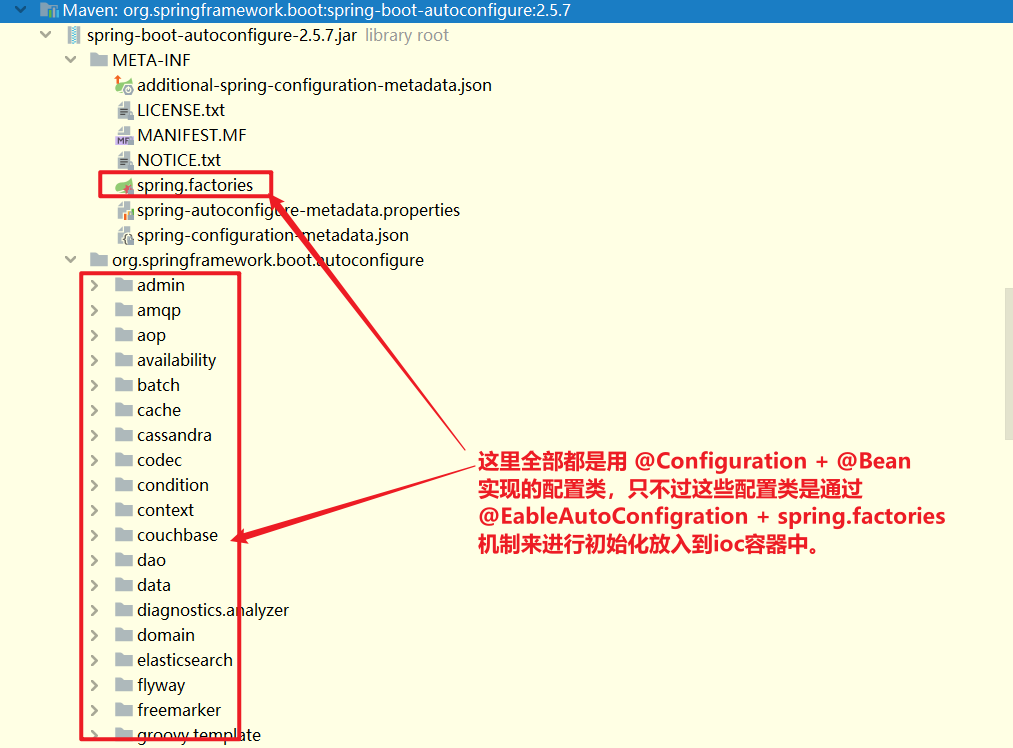 Maven: org.springframework.boot:spring-boot-autoconfigure:2.5.7
spring-boot-autoconfigure-2.5.7.jar library root
META-INF
additional-spring-configuration-metadata.json
LICENSE.txt
MANIFEST.MF
NOTICE.txt
spring.factories
spring-autoconfigure-metadata.properties
spring-configuration-metadata.json
org.springframework.boot.autoconfigure
admin
amqp
aop
availability
batch
cache
cassandra
codec
condition
context
couchbase
dao
data
diagnostics.analyzer
domain
elasticsearch
flyway
freemarker
groovy.template
这里全部都是用 @Configuration + @Bean
实现的配置类，只不过这些配置类是通过
@EableAutoConfigration + spring.factories
机制来进行初始化放入到ioc容器中。